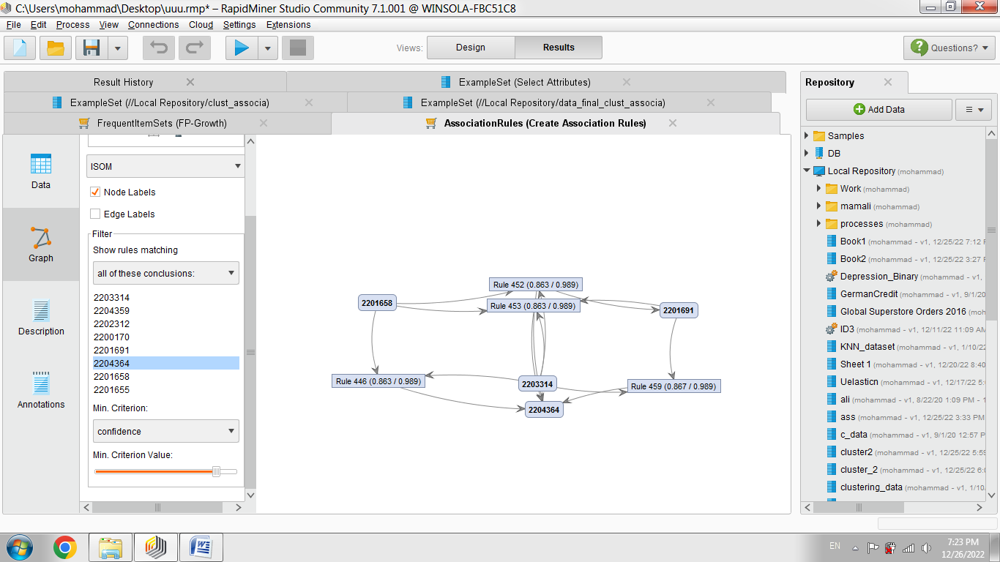 C:\Users\mohammad\Desktop\uuu.rmp* – RapidMiner Studio Community 7.1.001 @ WINSOLA-FBC51C8
File Edit Process View Connections Cloud Settings Extensions
Views: Design Results Questions?
Result History
ExampleSet (Select Attributes)
ExampleSet (///Local Repository/clust_associa)
ExampleSet (///Local Repository/data_final_clust_associa)
FrequentItemSets (FP-Growth)
AssociationRules (Create Association Rules)
Data
Graph
Description
Annotations
ISOM
Node Labels
Edge Labels
Filter
Show rules matching
all of these conclusions:
2203314
2204359
2202312
2200170
2201691
2204364
2201658
2201655
Min. Criterion:
confidence
Min. Criterion Value:
Rule 452 (0.863 / 0.989)
2201658
Rule 453 (0.863 / 0.989)
2201691
Rule 446 (0.863 / 0.989)
2203314
Rule 459 (0.867 / 0.989)
2204364
Repository
Add Data
Samples
DB
Local Repository (mohammad)
Work (mohammad)
mamali (mohammad)
processes (mohammad)
Book1 (mohammad - v1, 12/25/22 7:12 P
Book2 (mohammad - v1, 12/25/22 3:27 P
Depression_Binary (mohammad - v1,
GermanCredit (mohammad - v1, 9/1/20
Global Superstore Orders 2016 (moh
ID3 (mohammad - v1, 12/11/22 11:09 AM
KNN_dataset (mohammad - v1, 1/10/22
Sheet 1 (mohammad - v1, 12/20/22 8:40
Uelasticn (mohammad - v1, 12/17/22 5:0
ali (mohammad - v1, 8/22/20 1:09 PM - 1
ass (mohammad - v1, 12/25/22 3:33 PM
c_data (mohammad - v1, 9/1/20 12:57 P
cluster2 (mohammad - v1, 12/25/22 5:59
cluster_2 (mohammad - v1, 12/25/22 6:0
clustering_data (mohammad - v1, 1/10/
EN
7:23 PM
12/26/2022